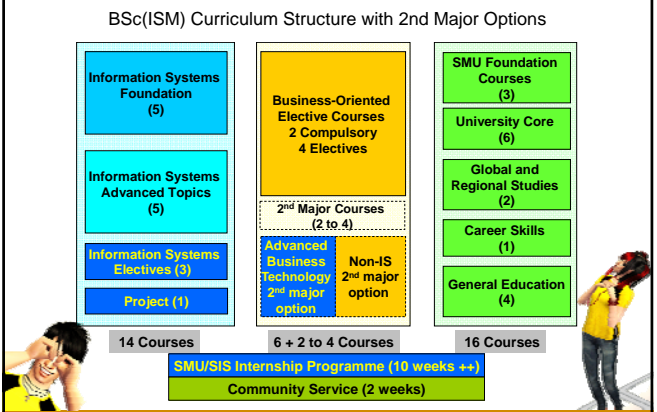 BSc(ISM) Curriculum Structure with 2nd Major Options
Information Systems
Foundation
(5)
Information Systems
Advanced Topics
(5)
Information Systems
Electives (3)
Project (1)
14 Courses
Business-Oriented
Elective Courses
2 Compulsory
4 Electives
2nd Major Courses
(2 to 4)
Advanced
Business
Technology
2nd major
option
Non-IS
2nd major
option
6 + 2 to 4 Courses
SMU Foundation
Courses
(3)
University Core
(6)
Global and
Regional Studies
(2)
Career Skills
(1)
General Education
(4)
16 Courses
SMU/SIS Internship Programme (10 weeks ++)
Community Service (2 weeks)